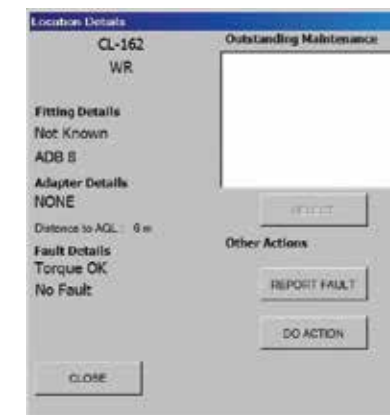 Location Details
CL-162
WR
Fitting Details
Not Known
ADB 8
Adapter Details
NONE
Distance to AGL : 6 m
Fault Details
Torque OK
No Fault
CLOSE
Outstanding Maintenance
SELECT
Other Actions
REPORT FAULT
DO ACTION